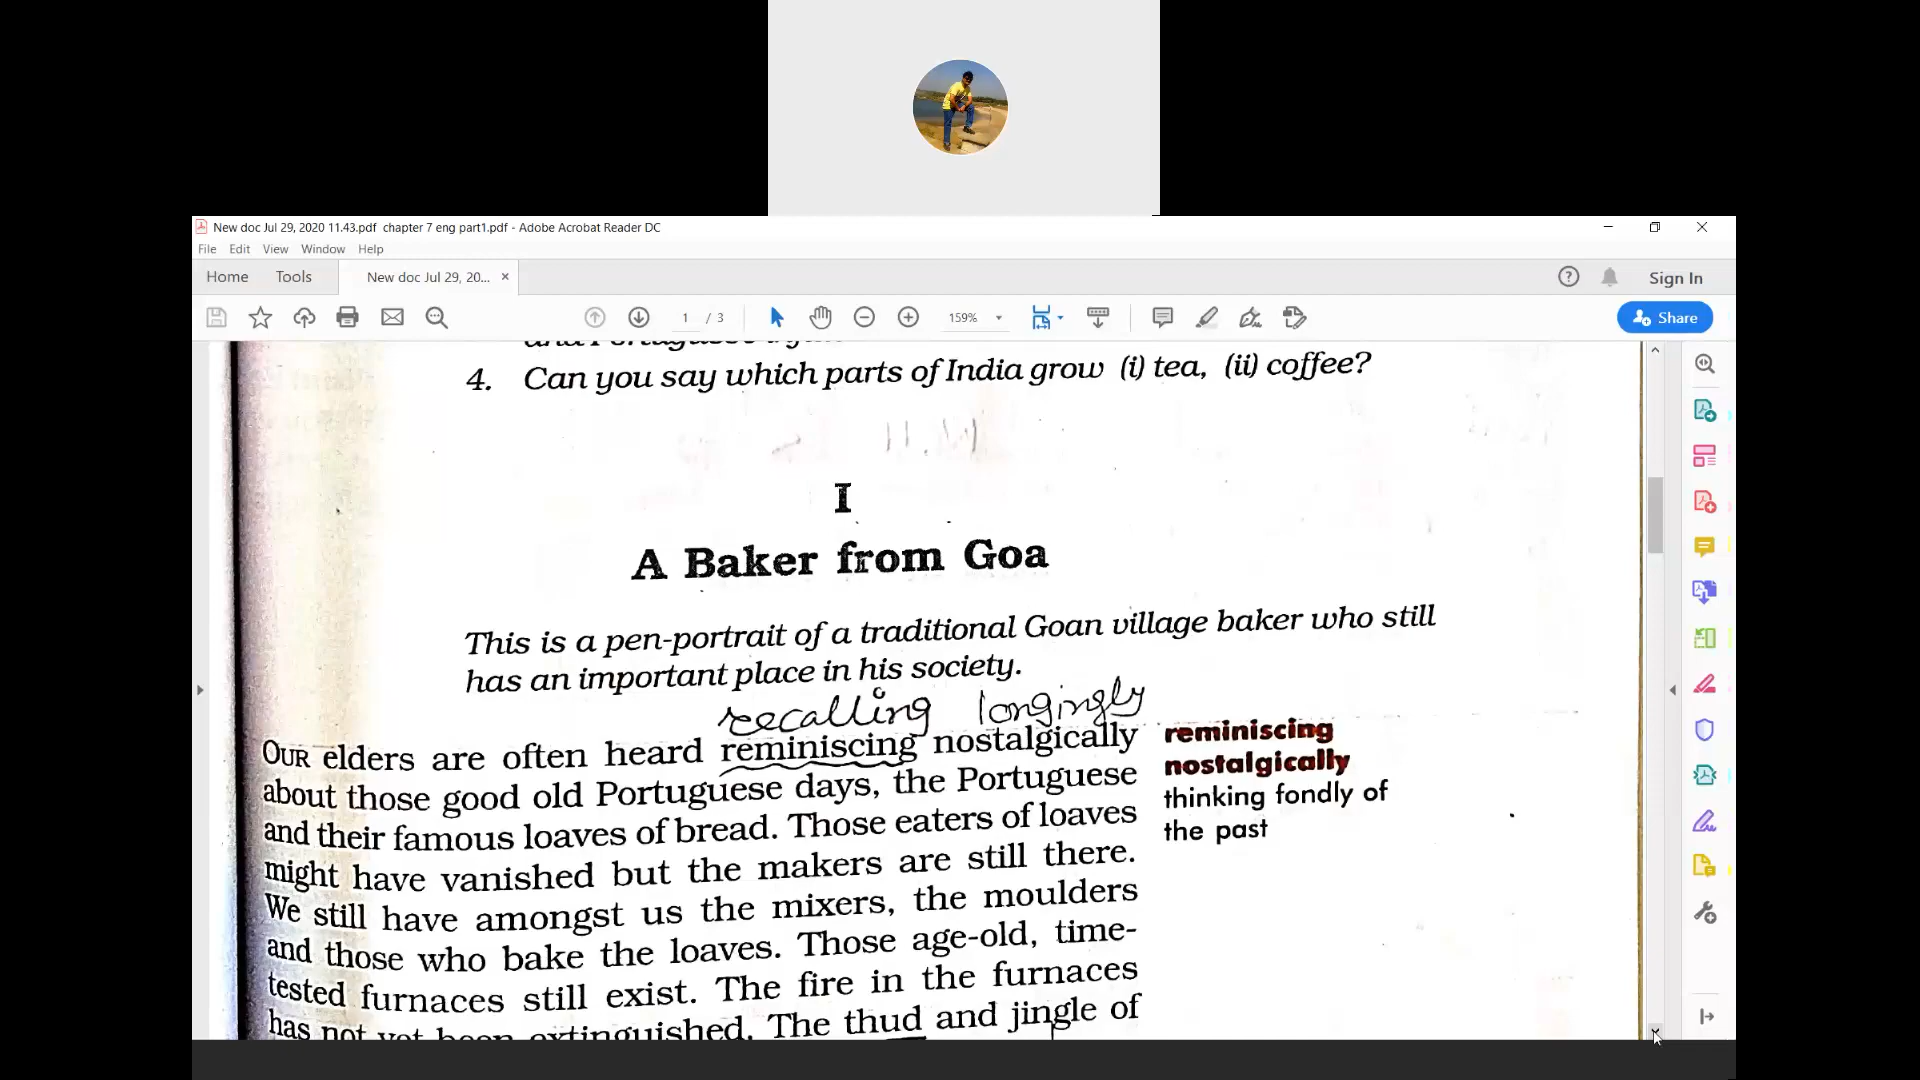 New doc Jul 29, 2020 11.43.pdf chapter 7 eng part1.pdf - Adobe Acrobat Reader DC
File Edit View Window Help
Home Tools New doc Jul 29, 20... × Sign In
1 / 3 159% Share
4. Can you say which parts of India grow (i) tea, (ii) coffee?
I
A Baker from Goa
This is a pen-portrait of a traditional Goan village baker who still
has an important place in his society.
recalling longingly
OUR elders are often heard reminiscing nostalgically
about those good old Portuguese days, the Portuguese
and their famous loaves of bread. Those eaters of loaves
might have vanished but the makers are still there.
We still have amongst us the mixers, the moulders
and those who bake the loaves. Those age-old, time-
tested furnaces still exist. The fire in the furnaces
has not yet been extinguished. The thud and jingle of
reminiscing
nostalgically
thinking fondly of
the past